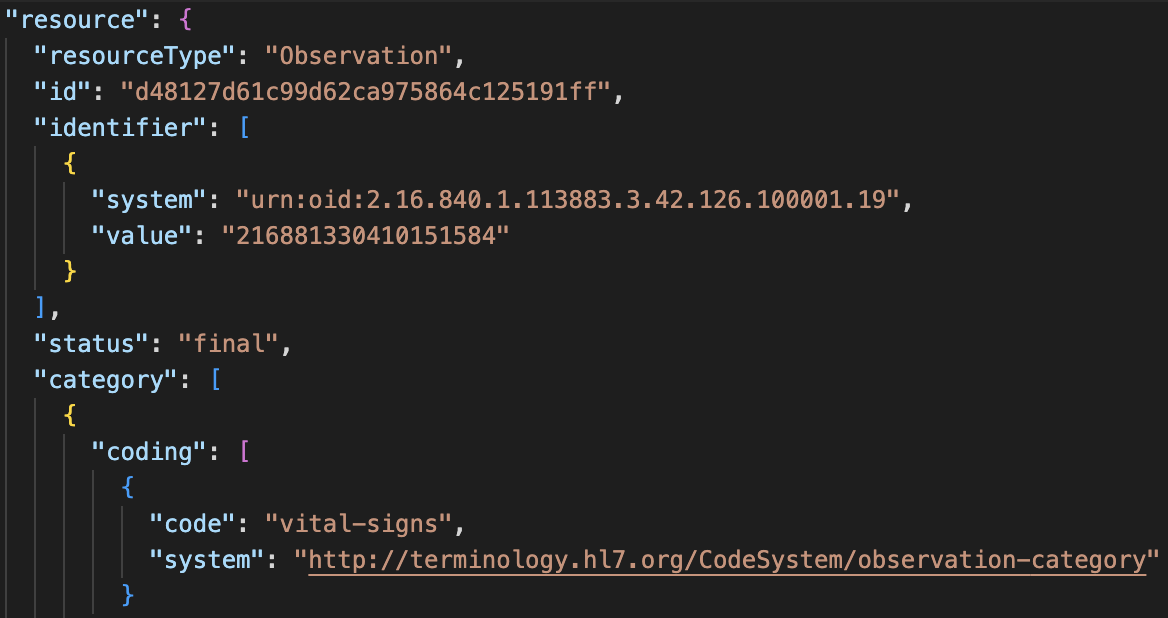 "resource": {
"resourceType": "Observation",
"id": "d48127d61c99d62ca975864c125191ff",
"identifier": [
{
"system": "urn:oid:2.16.840.1.113883.3.42.126.100001.19",
"value": "216881330410151584"
}
],
"status": "final",
"category": [
{
"coding": [
{
"code": "vital-signs",
"system": "http://terminology.hl7.org/CodeSystem/observation-category"
}